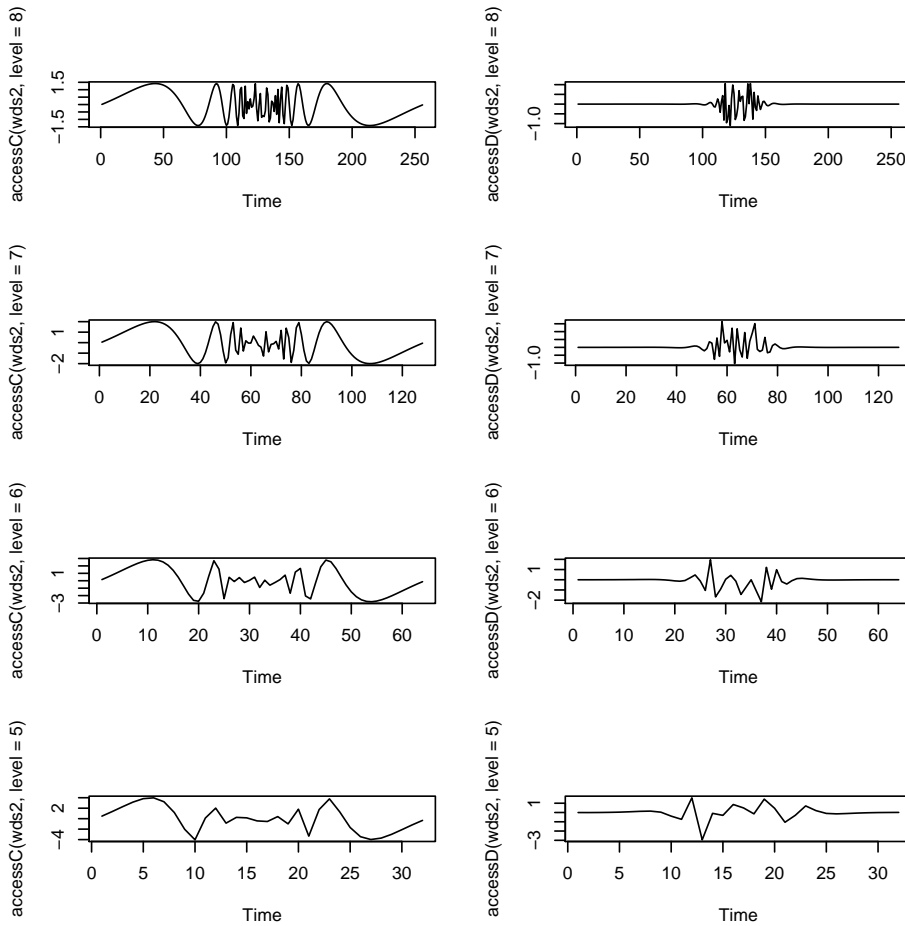 accessC(wds2, level = 8)
1.5
−1.5
0 50 100 150 200 250
Time
accessD(wds2, level = 8)
−1.0
0 50 100 150 200 250
Time
accessC(wds2, level = 7)
1
−2
0 20 40 60 80 100 120
Time
accessD(wds2, level = 7)
−1.0
0 20 40 60 80 100 120
Time
accessC(wds2, level = 6)
1
−3
0 10 20 30 40 50 60
Time
accessD(wds2, level = 6)
1
−2
0 10 20 30 40 50 60
Time
accessC(wds2, level = 5)
2
−4
0 5 10 15 20 25 30
Time
accessD(wds2, level = 5)
1
−3
0 5 10 15 20 25 30
Time